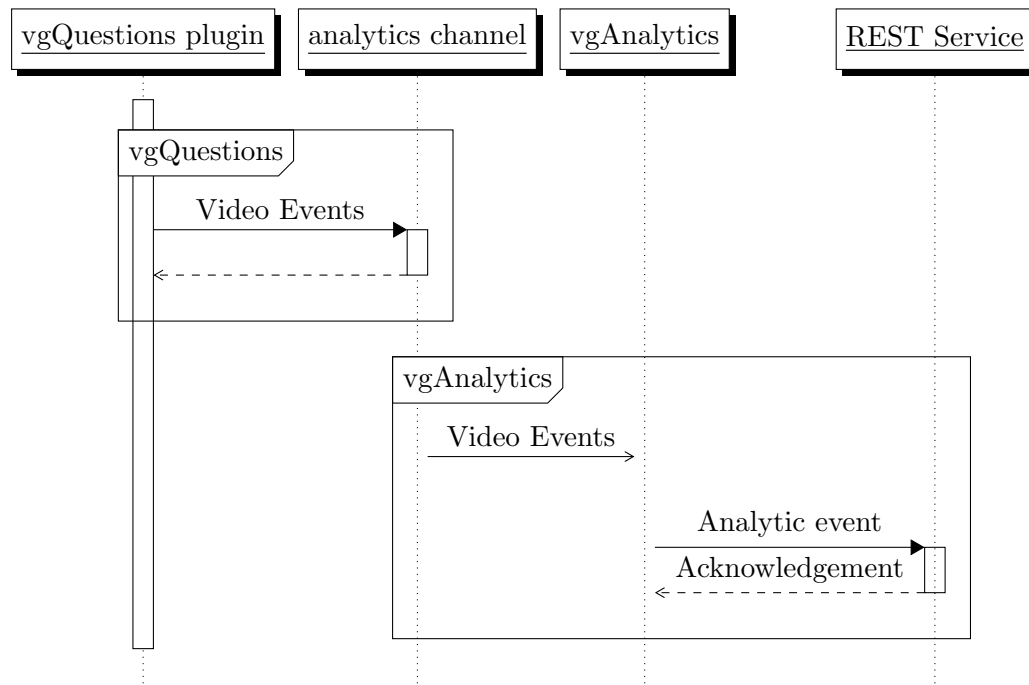 vgQuestions plugin
analytics channel
vgAnalytics
REST Service
vgQuestions
Video Events
vgAnalytics
Video Events
Analytic event
Acknowledgement